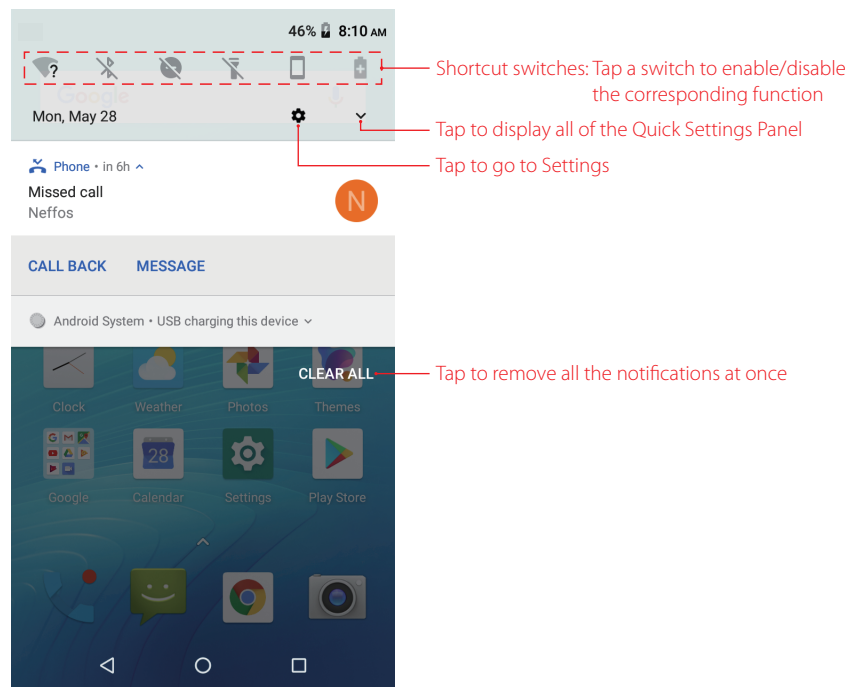 46% 8:10 AM
Google
Mon, May 28
Phone • in 6h
Missed call
Neffos
N
CALL BACK MESSAGE
Android System • USB charging this device
CLEAR ALL
Clock Weather Photos Themes
28
Google Calendar Settings Play Store
Shortcut switches: Tap a switch to enable/disable
the corresponding function
Tap to display all of the Quick Settings Panel
Tap to go to Settings
Tap to remove all the notifications at once